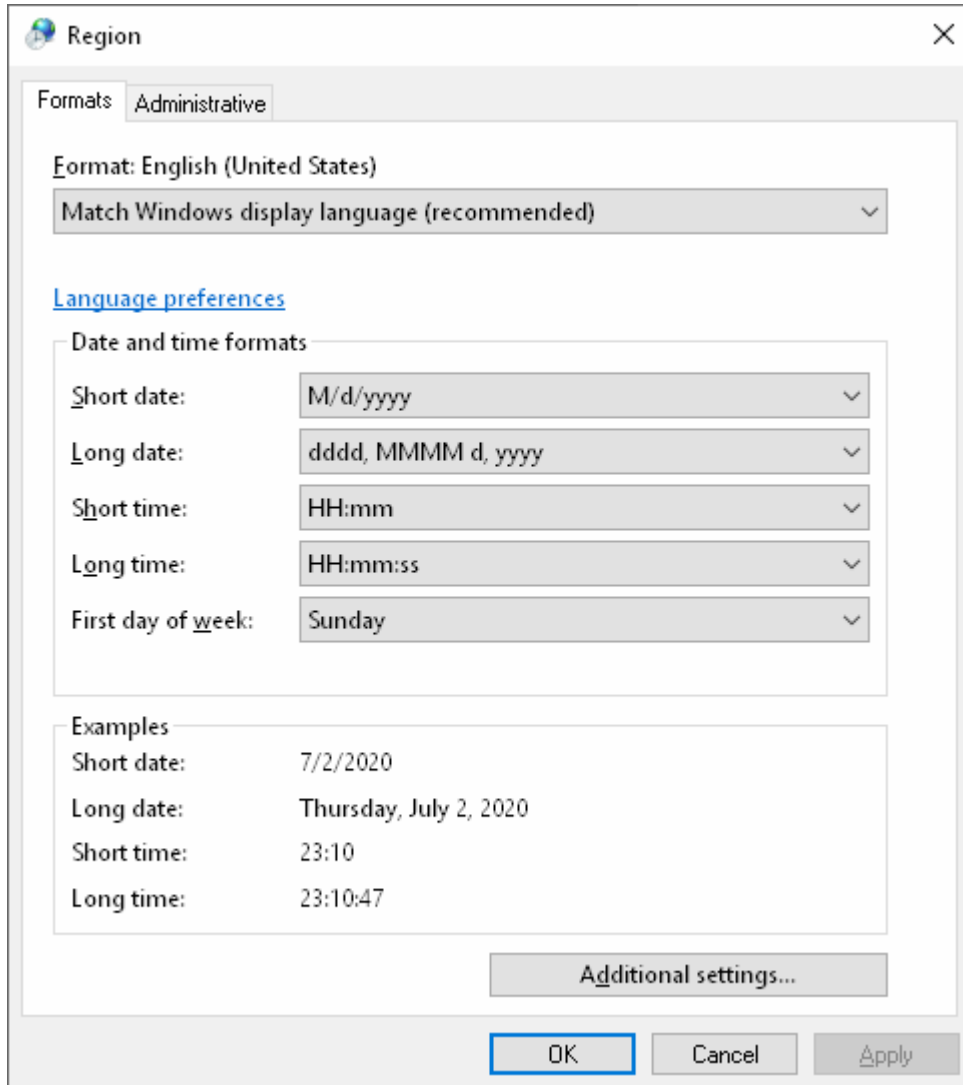 Region
Formats Administrative
Format: English (United States)
Match Windows display language (recommended)
Language preferences
Date and time formats
Short date: M/d/yyyy
Long date: dddd, MMMM d, yyyy
Short time: HH:mm
Long time: HH:mm:ss
First day of week: Sunday
Examples
Short date: 7/2/2020
Long date: Thursday, July 2, 2020
Short time: 23:10
Long time: 23:10:47
Additional settings...
OK Cancel Apply